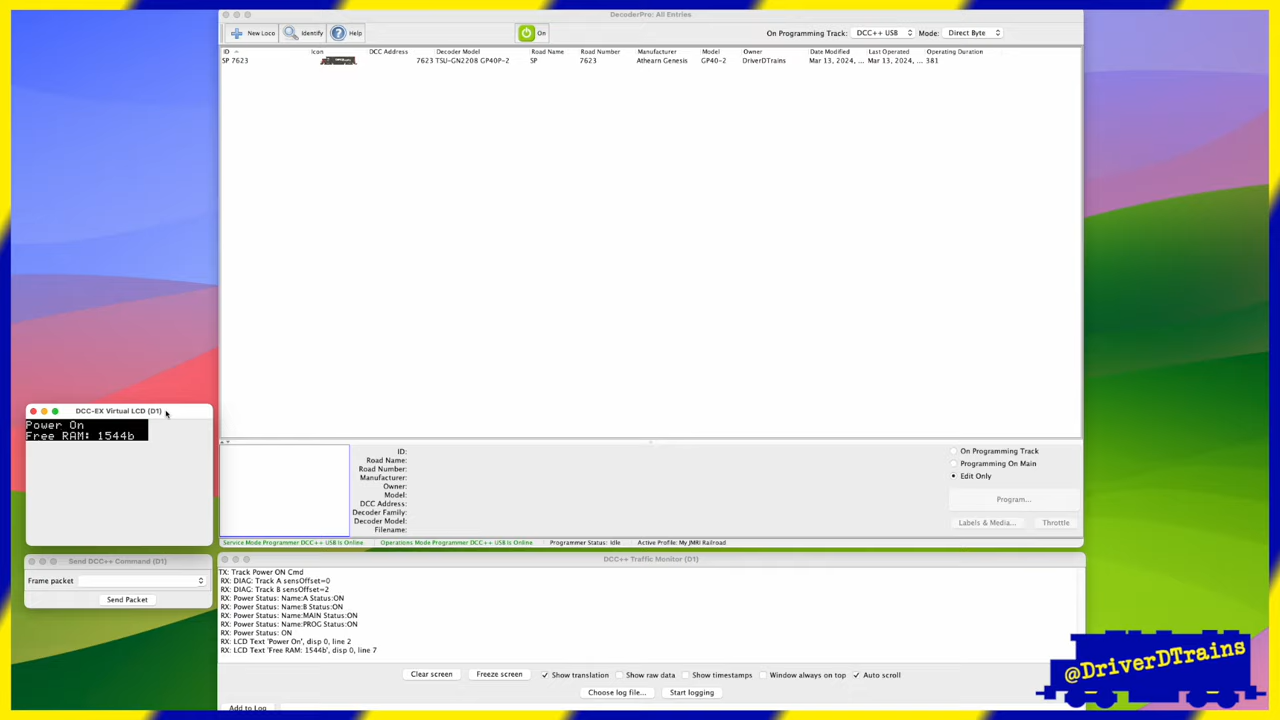 DecoderPro: All Entries
New Loco Identify Help On On Programming Track: DCC++ USB Mode: Direct Byte
ID Icon DCC Address Decoder Model Road Name Road Number Manufacturer Model Owner Date Modified Last Operated Operating Duration
SP 7623 7623 TSU-GN2208 GP40P-2 SP 7623 Athearn Genesis GP40-2 DriverDTrains Mar 13, 2024, ... Mar 13, 2024, ... 381
DCC-EX Virtual LCD (D1)
Power On
Free RAM: 1544b
ID:
Road Name:
Road Number:
Manufacturer:
Owner:
Model:
DCC Address:
Decoder Family:
Decoder Model:
Filename:
On Programming Track
Programming On Main
Edit Only
Program...
Labels & Media... Throttle
Service Mode Programmer DCC++ USB Is Online Operations Mode Programmer DCC++ USB Is Online Programmer Status: Idle Active Profile: My JMRI Railroad
Send DCC++ Command (D1)
Frame packet
Send Packet
DCC++ Traffic Monitor (D1)
TX: Track Power ON Cmd
RX: DIAG: Track A sensOffset=0
RX: DIAG: Track B sensOffset=2
RX: Power Status: Name:A Status:ON
RX: Power Status: Name:B Status:ON
RX: Power Status: Name:MAIN Status:ON
RX: Power Status: Name:PROG Status:ON
RX: Power Status: ON
RX: LCD Text 'Power On', disp 0, line 2
RX: LCD Text 'Free RAM: 1544b', disp 0, line 7
Clear screen Freeze screen Show translation Show raw data Show timestamps Window always on top Auto scroll
Choose log file... Start logging
Add to Log
@DriverDTrains